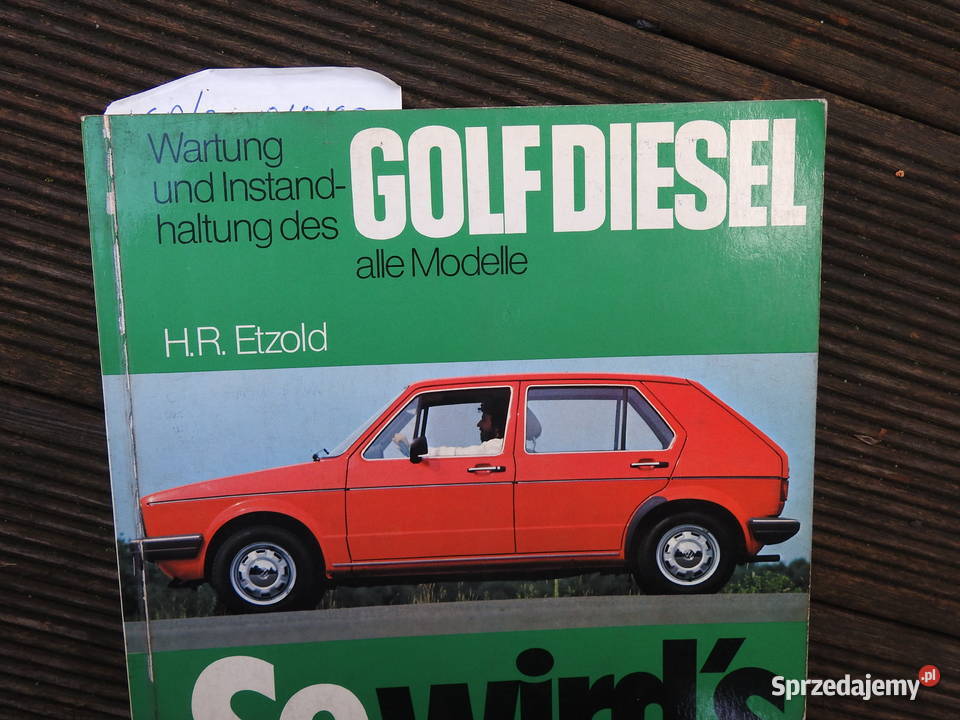 Wartung
und Instand-
haltung des
GOLF DIESEL
alle Modelle
H.R. Etzold
So wird's
Sprzedajemy.pl